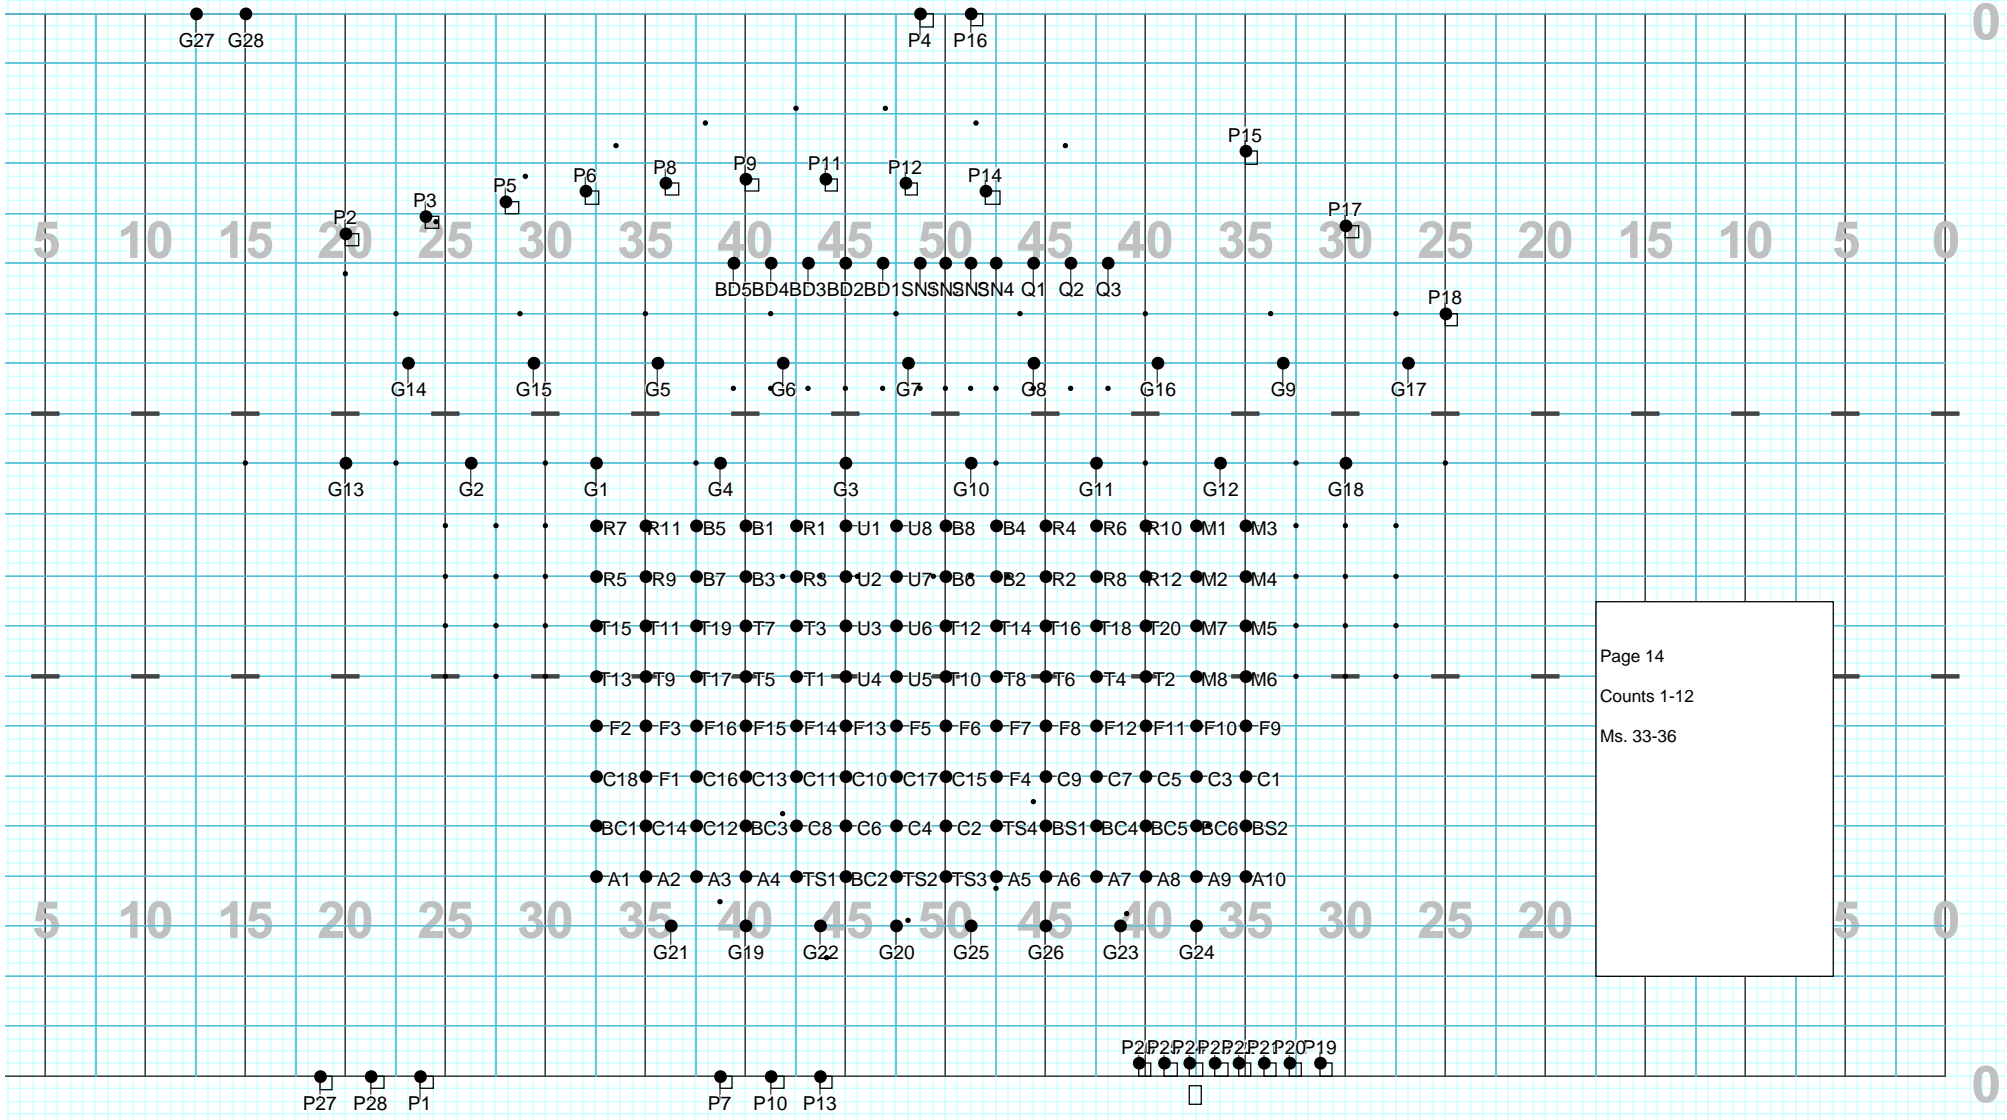 0
G27 G28 P4 P16
P15
P9 P11
P8 P12
P6 P14
P5
P3
P2 P17
5 10 15 20 25 30 35 40 45 50 45 40 35 30 25 20 15 10 5 0
BD5 BD4 BD3 BD2 BD1 SN4 Q1 Q2 Q3
P18
G14 G15 G5 G6 G7 G8 G16 G9 G17
G13 G2 G1 G4 G3 G10 G11 G12 G18
R7 R11 B5 B1 R1 U1 U8 B8 B4 R4 R6 R10 M1 M3
R5 R9 B7 B3 R3 U2 U7 B6 B2 R2 R8 R12 M2 M4
T15 T11 T19 T7 T3 U3 U6 T12 T14 T16 T18 T20 M7 M5
Page 14
T13 T9 T17 T5 T1 U4 U5 T10 T8 T6 T4 T2 M8 M6
Counts 1-12
F2 F3 F16 F15 F14 F13 F5 F6 F7 F8 F12 F11 F10 F9
Ms. 33-36
C18 F1 C16 C13 C11 C10 C17 C15 F4 C9 C7 C5 C3 C1
BC1 C14 C12 BC3 C8 C6 C4 C2 TS4 BS1 BC4 BC5 BC6 BS2
A1 A2 A3 A4 TS1 BC2 TS2 TS3 A5 A6 A7 A8 A9 A10
5 10 15 20 25 30 35 40 45 50 45 40 35 30 25 20 5 0
G21 G19 G22 G20 G25 G26 G23 G24
P25 P24 P21 P20 P19
P27 P28 P1 P7 P10 P13
0